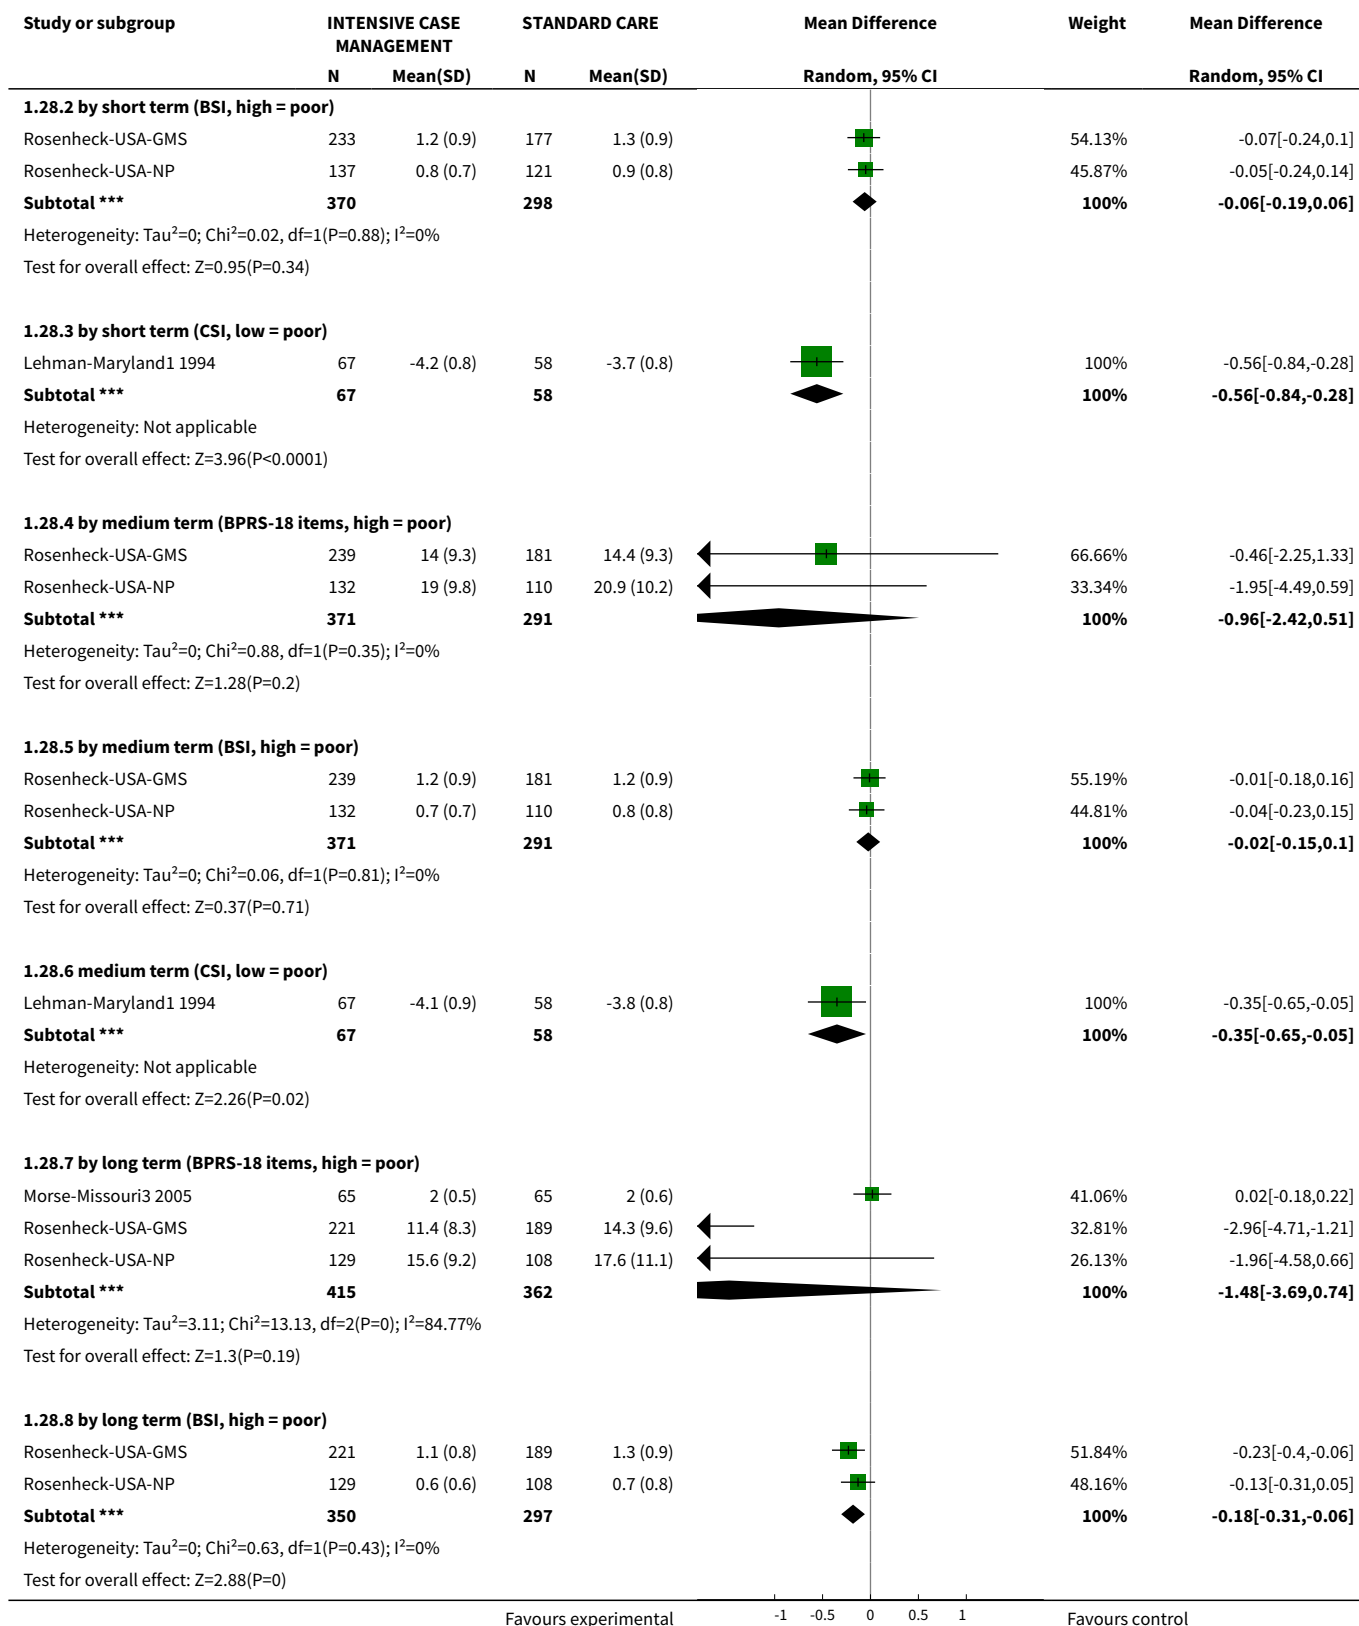 Study or subgroup INTENSIVE CASE MANAGEMENT STANDARD CARE Mean Difference Weight Mean Difference
N Mean(SD) N Mean(SD) Random, 95% CI Random, 95% CI
1.28.2 by short term (BSI, high = poor)
Rosenheck-USA-GMS 233 1.2 (0.9) 177 1.3 (0.9) 54.13% -0.07[-0.24,0.1]
Rosenheck-USA-NP 137 0.8 (0.7) 121 0.9 (0.8) 45.87% -0.05[-0.24,0.14]
Subtotal *** 370 298 100% -0.06[-0.19,0.06]
Heterogeneity: Tau²=0; Chi²=0.02, df=1(P=0.88); I²=0%
Test for overall effect: Z=0.95(P=0.34)
1.28.3 by short term (CSI, low = poor)
Lehman-Maryland1 1994 67 -4.2 (0.8) 58 -3.7 (0.8) 100% -0.56[-0.84,-0.28]
Subtotal *** 67 58 100% -0.56[-0.84,-0.28]
Heterogeneity: Not applicable
Test for overall effect: Z=3.96(P<0.0001)
1.28.4 by medium term (BPRS-18 items, high = poor)
Rosenheck-USA-GMS 239 14 (9.3) 181 14.4 (9.3) 66.66% -0.46[-2.25,1.33]
Rosenheck-USA-NP 132 19 (9.8) 110 20.9 (10.2) 33.34% -1.95[-4.49,0.59]
Subtotal *** 371 291 100% -0.96[-2.42,0.51]
Heterogeneity: Tau²=0; Chi²=0.88, df=1(P=0.35); I²=0%
Test for overall effect: Z=1.28(P=0.2)
1.28.5 by medium term (BSI, high = poor)
Rosenheck-USA-GMS 239 1.2 (0.9) 181 1.2 (0.9) 55.19% -0.01[-0.18,0.16]
Rosenheck-USA-NP 132 0.7 (0.7) 110 0.8 (0.8) 44.81% -0.04[-0.23,0.15]
Subtotal *** 371 291 100% -0.02[-0.15,0.1]
Heterogeneity: Tau²=0; Chi²=0.06, df=1(P=0.81); I²=0%
Test for overall effect: Z=0.37(P=0.71)
1.28.6 medium term (CSI, low = poor)
Lehman-Maryland1 1994 67 -4.1 (0.9) 58 -3.8 (0.8) 100% -0.35[-0.65,-0.05]
Subtotal *** 67 58 100% -0.35[-0.65,-0.05]
Heterogeneity: Not applicable
Test for overall effect: Z=2.26(P=0.02)
1.28.7 by long term (BPRS-18 items, high = poor)
Morse-Missouri3 2005 65 2 (0.5) 65 2 (0.6) 41.06% 0.02[-0.18,0.22]
Rosenheck-USA-GMS 221 11.4 (8.3) 189 14.3 (9.6) 32.81% -2.96[-4.71,-1.21]
Rosenheck-USA-NP 129 15.6 (9.2) 108 17.6 (11.1) 26.13% -1.96[-4.58,0.66]
Subtotal *** 415 362 100% -1.48[-3.69,0.74]
Heterogeneity: Tau²=3.11; Chi²=13.13, df=2(P=0); I²=84.77%
Test for overall effect: Z=1.3(P=0.19)
1.28.8 by long term (BSI, high = poor)
Rosenheck-USA-GMS 221 1.1 (0.8) 189 1.3 (0.9) 51.84% -0.23[-0.4,-0.06]
Rosenheck-USA-NP 129 0.6 (0.6) 108 0.7 (0.8) 48.16% -0.13[-0.31,0.05]
Subtotal *** 350 297 100% -0.18[-0.31,-0.06]
Heterogeneity: Tau²=0; Chi²=0.63, df=1(P=0.43); I²=0%
Test for overall effect: Z=2.88(P=0)
Favours experimental -1 -0.5 0 0.5 1 Favours control